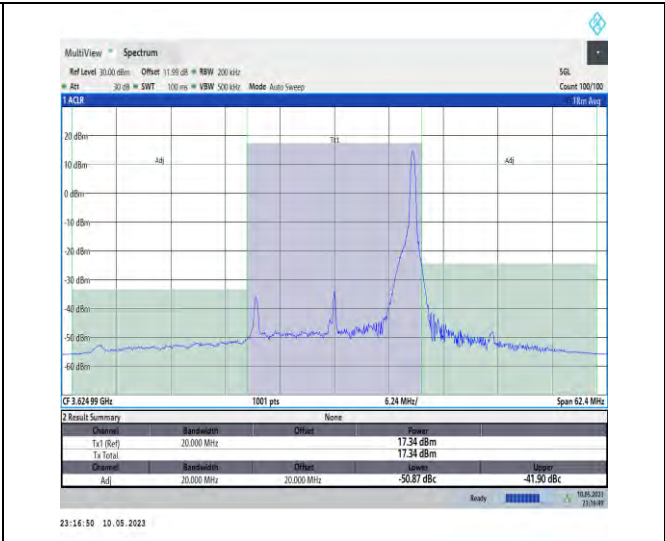 MultiView Spectrum
Ref Level 30.00 dBm Offset 11.99 dB RBW 200 kHz SGL
Att 30 dB SWT 100 ms VBW 500 kHz Mode Auto Sweep Count 100/100
1 ACLR 1Rm Avg
20 dBm
Tx1
Adj Adj
10 dBm
0 dBm
-10 dBm
-20 dBm
-30 dBm
-40 dBm
-50 dBm
-60 dBm
CF 3.624 99 GHz 1001 pts 6.24 MHz/ Span 62.4 MHz
2 Result Summary None
Channel Bandwidth Offset Power
Tx1 (Ref) 20.000 MHz 17.34 dBm
Tx Total 17.34 dBm
Channel Bandwidth Offset Lower Upper
Adj 20.000 MHz 20.000 MHz -50.87 dBc -41.90 dBc
Ready 10.05.2023
23:16:49
23:16:50 10.05.2023